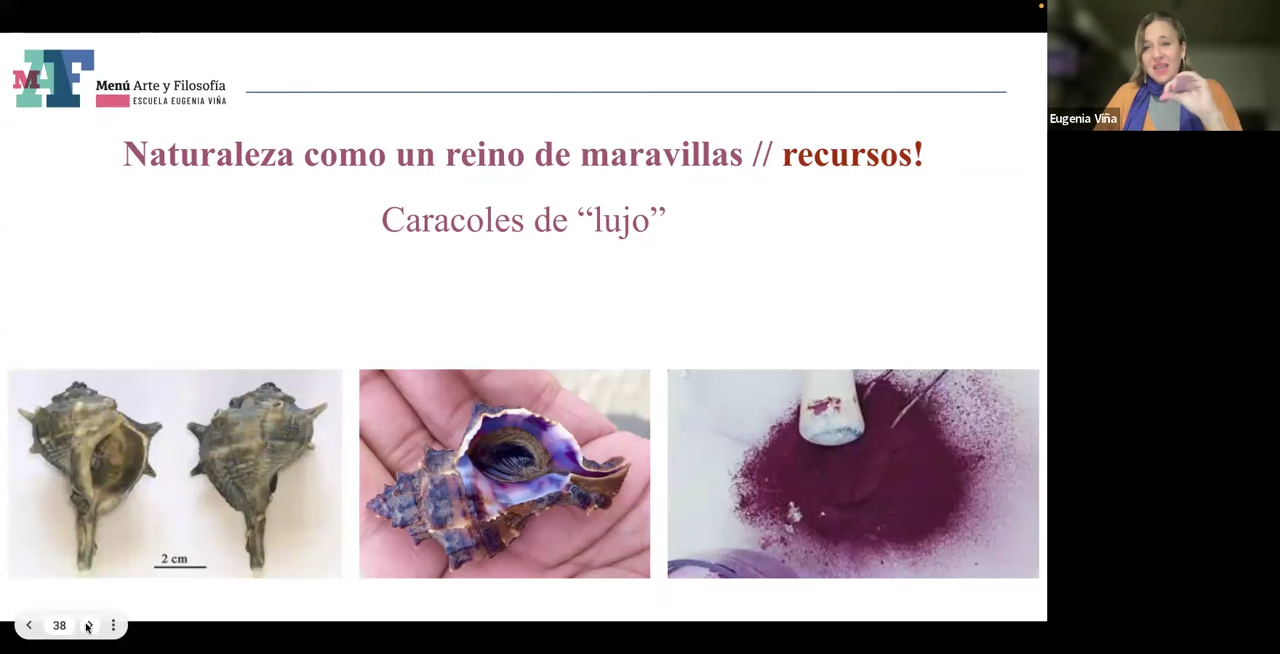 MAF
Menú Arte y Filosofía
ESCUELA EUGENIA VIÑA
Eugenia Viña
Naturaleza como un reino de maravillas // recursos!
Caracoles de “lujo”
2 cm
38